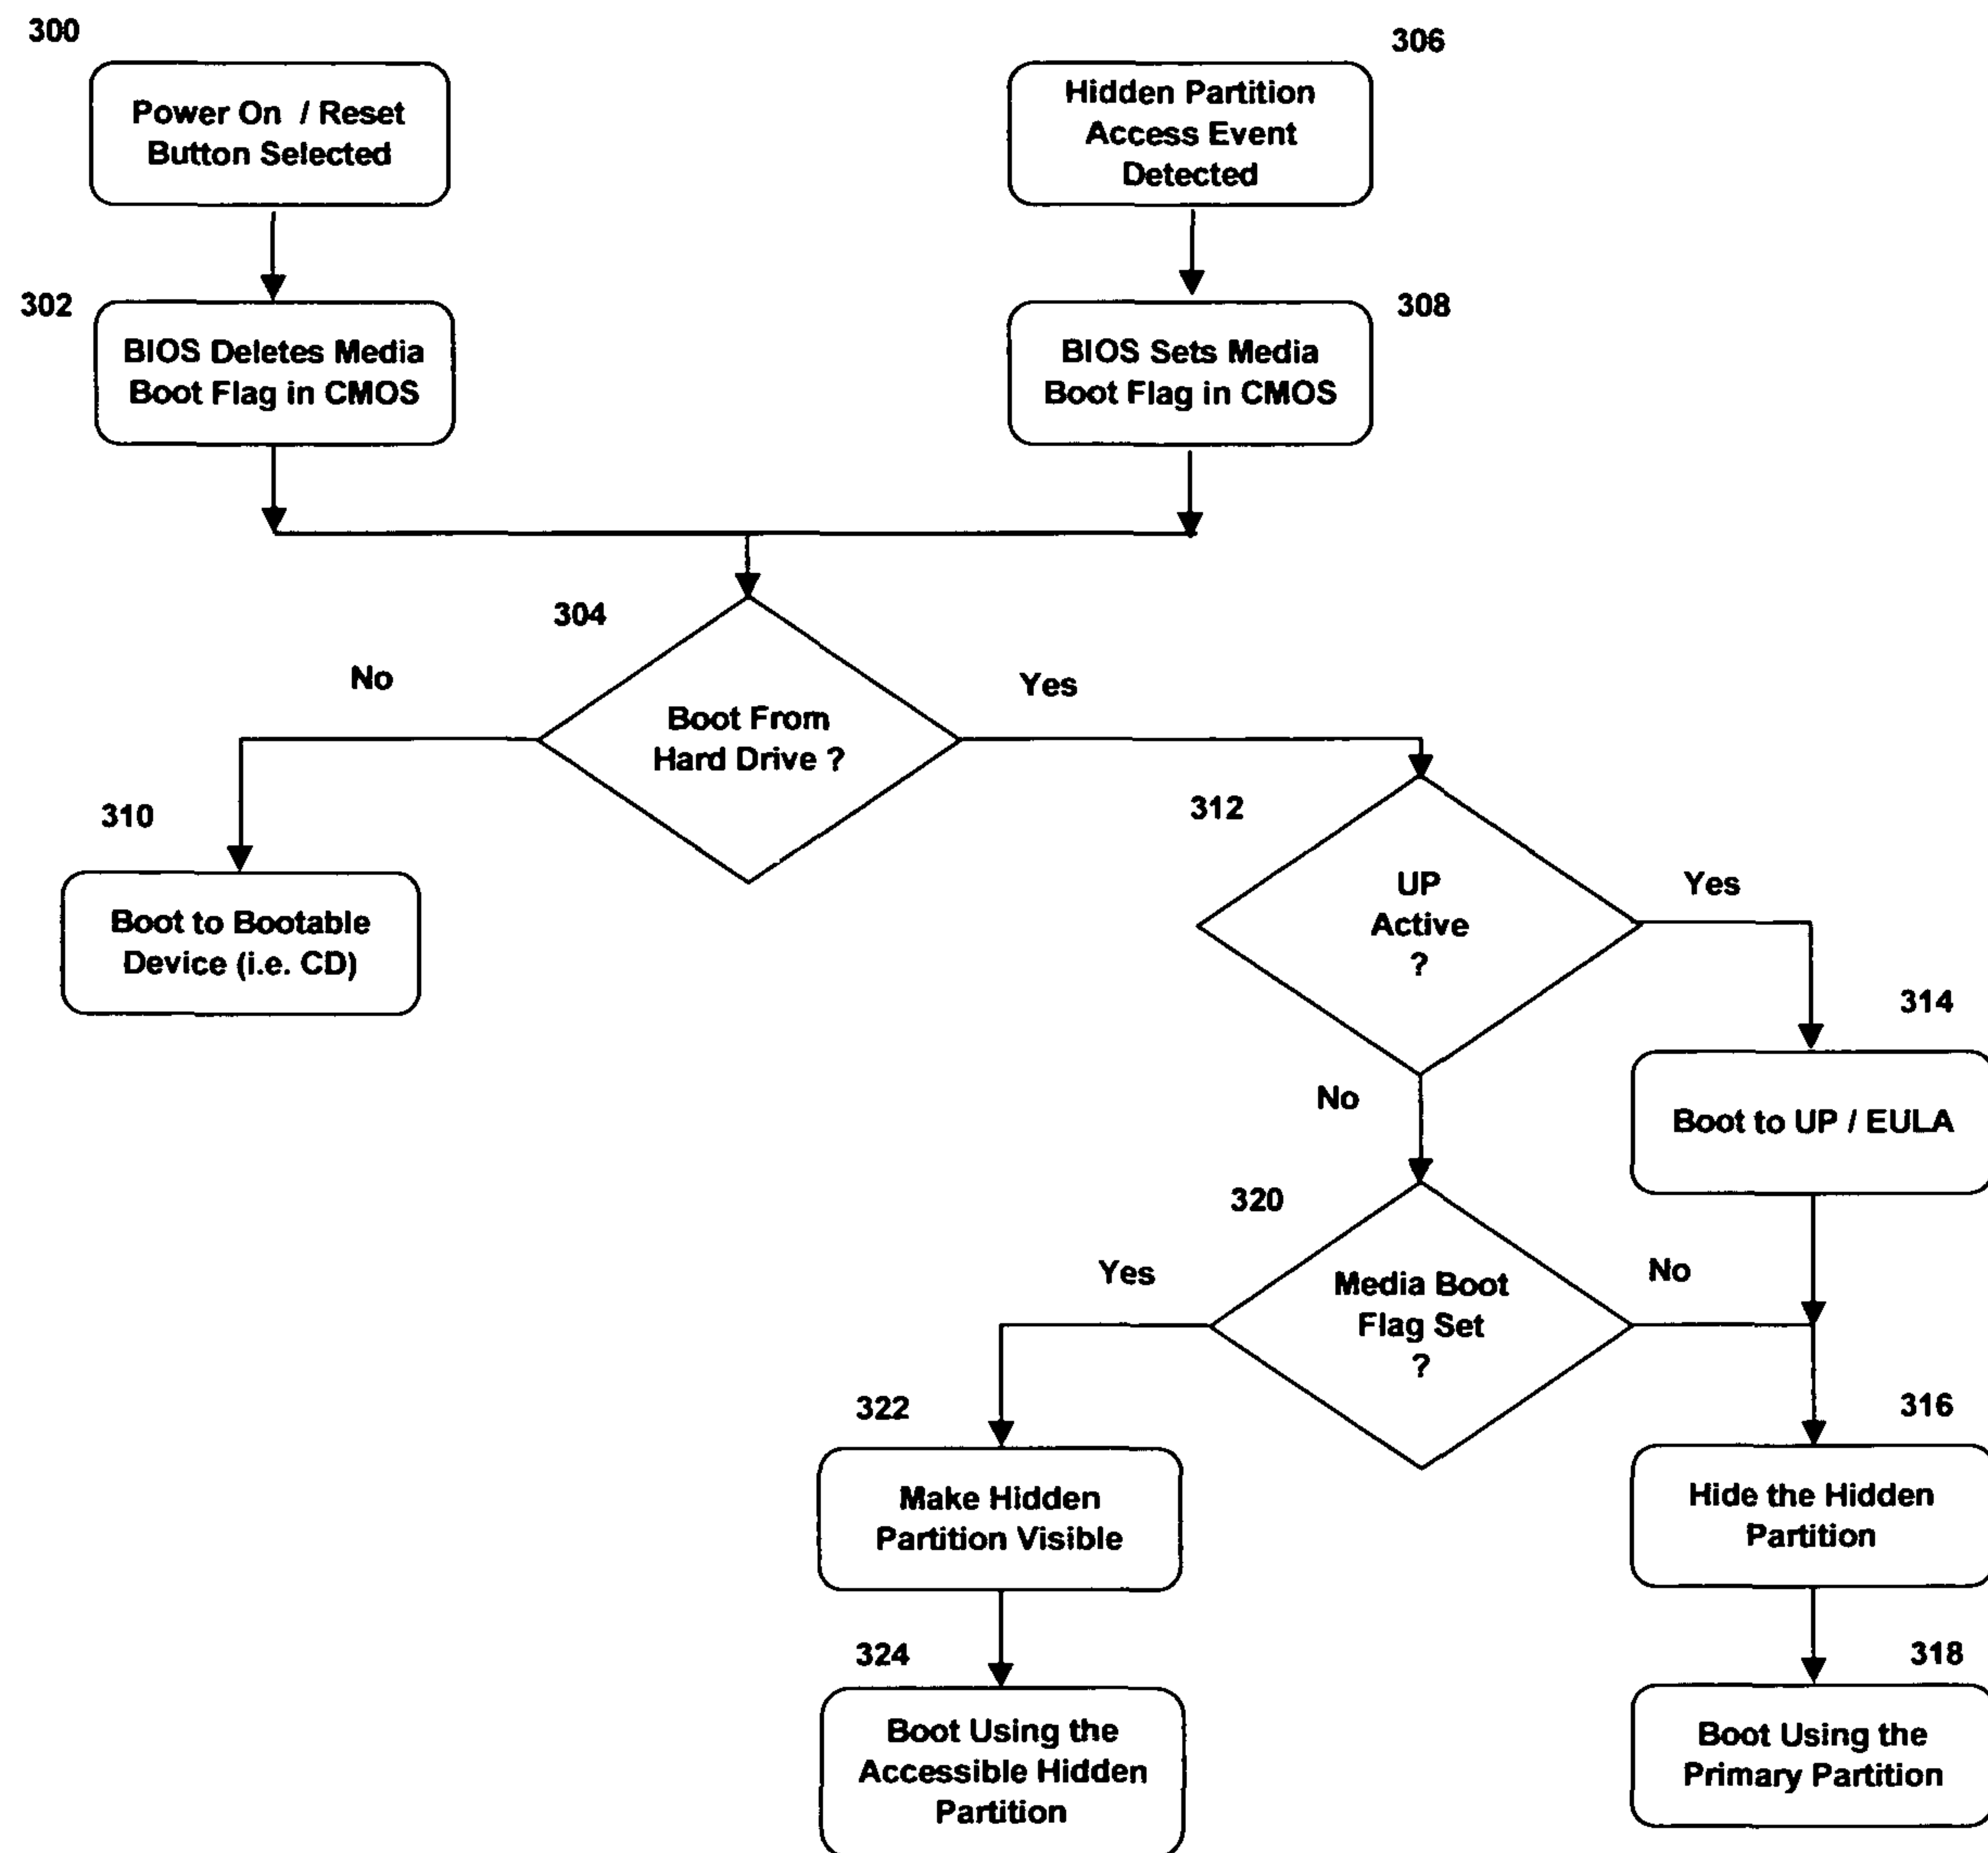 300
Power On / Reset
Button Selected
306
Hidden Partition
Access Event
Detected
302
BIOS Deletes Media
Boot Flag in CMOS
308
BIOS Sets Media
Boot Flag in CMOS
304
No
Yes
Boot From
Hard Drive ?
310
Boot to Bootable
Device (i.e. CD)
312
UP
Active
?
Yes
No
314
Boot to UP / EULA
320
Yes
No
Media Boot
Flag Set
?
322
Make Hidden
Partition Visible
316
Hide the Hidden
Partition
324
Boot Using the
Accessible Hidden
Partition
318
Boot Using the
Primary Partition